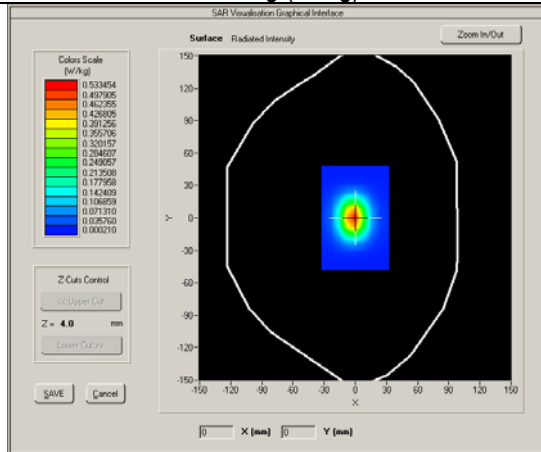 SAR Visualisation Graphical Interface
Surface Radiated Intensity
Zoom In/Out
Colors Scale
(W/kg)
0.533454
0.497905
0.462355
0.426805
0.391256
0.355706
0.320157
0.284607
0.249057
0.213508
0.177958
0.142409
0.106859
0.071310
0.035760
0.000210
150-
120-
90-
60-
30-
0-
-30-
-60-
-90-
-120-
-150-
Y
-150 -120 -90 -60 -30 0 30 60 90 120 150
X
Z-Cuts Control
<< Upper Cut
Z = 4.0 mm
Lower Cut >>
SAVE Cancel
0 X (mm) 0 Y (mm)